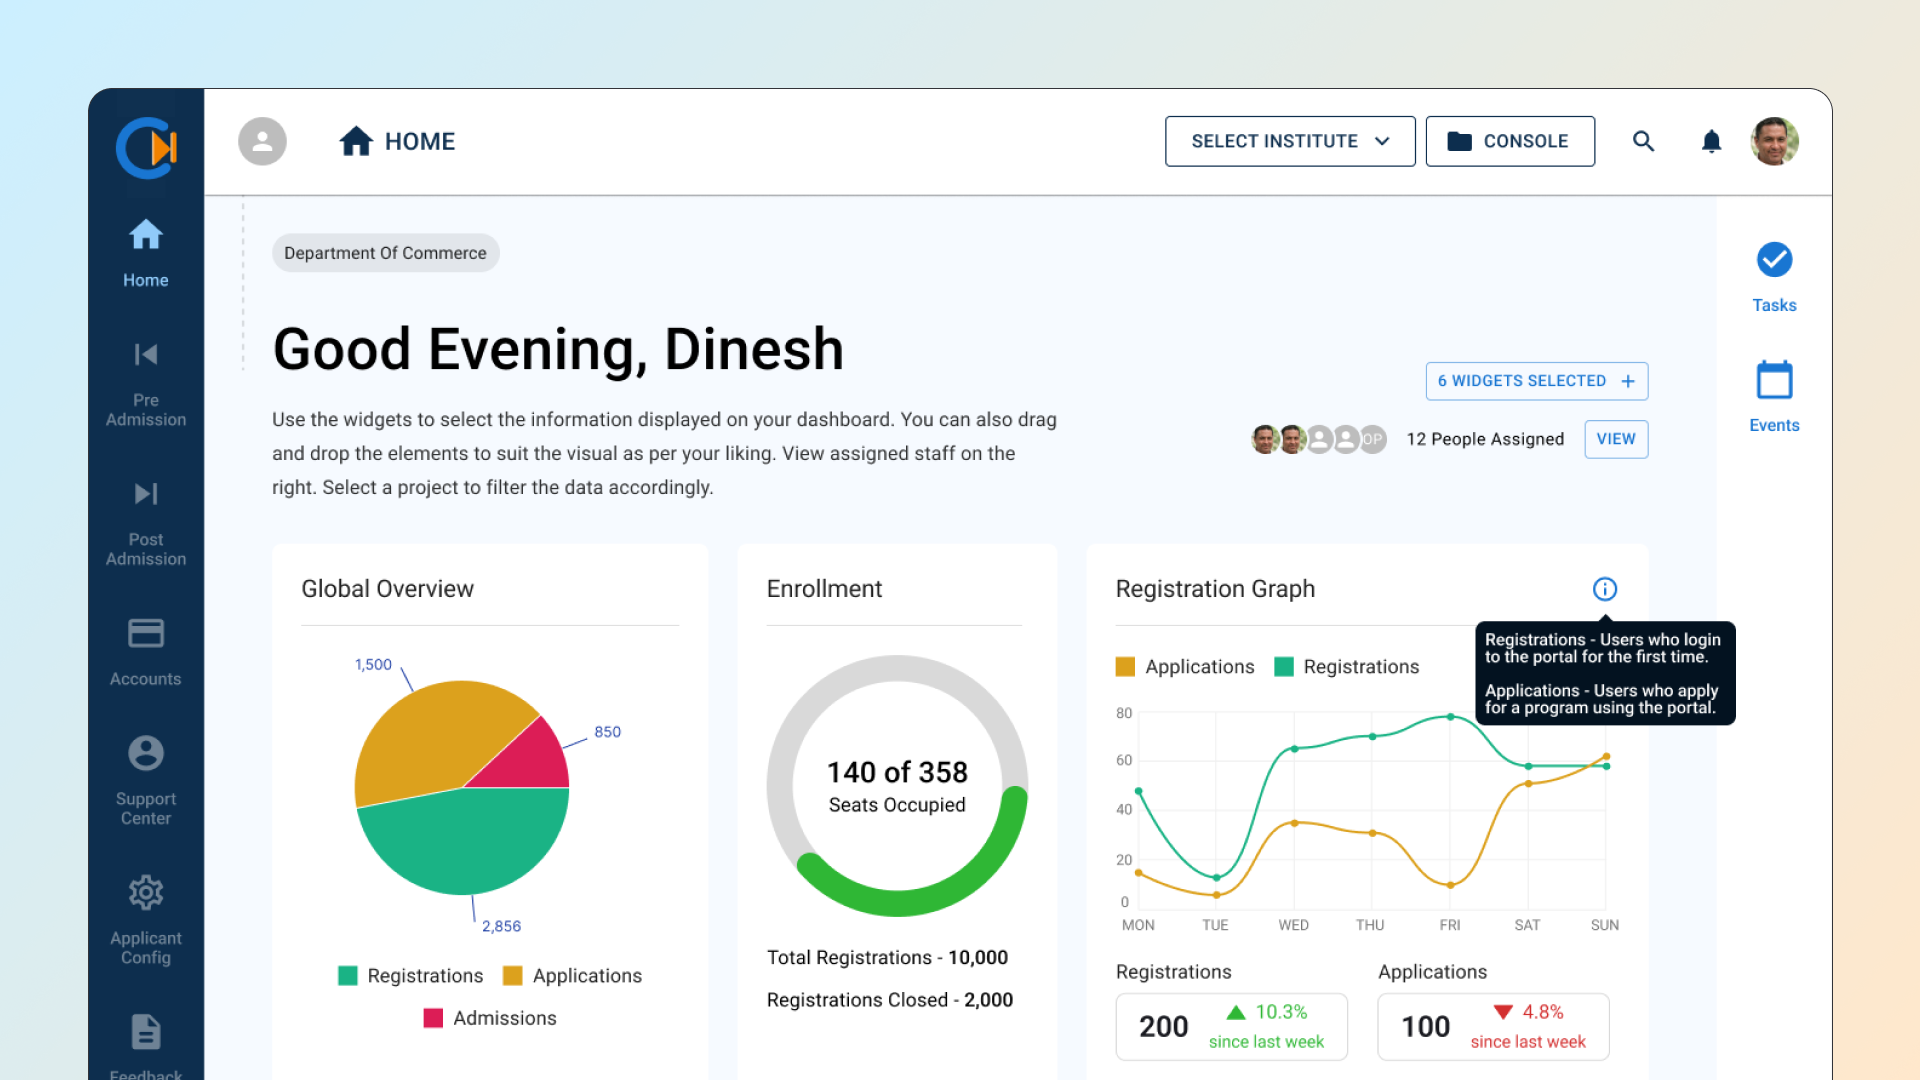 HOME
SELECT INSTITUTE
CONSOLE
Home
Pre
Admission
Post
Admission
Accounts
Support
Center
Applicant
Config
Feedback
Department Of Commerce
Good Evening, Dinesh
Use the widgets to select the information displayed on your dashboard. You can also drag
and drop the elements to suit the visual as per your liking. View assigned staff on the
right. Select a project to filter the data accordingly.
6 WIDGETS SELECTED +
OP
12 People Assigned
VIEW
Tasks
Events
Global Overview
1,500
850
2,856
Registrations
Applications
Admissions
Enrollment
140 of 358
Seats Occupied
Total Registrations - 10,000
Registrations Closed - 2,000
Registration Graph
Registrations - Users who login
to the portal for the first time.
Applications - Users who apply
for a program using the portal.
Applications
Registrations
80
60
40
20
0
MON
TUE
WED
THU
FRI
SAT
SUN
Registrations
200
10.3%
since last week
Applications
100
4.8%
since last week